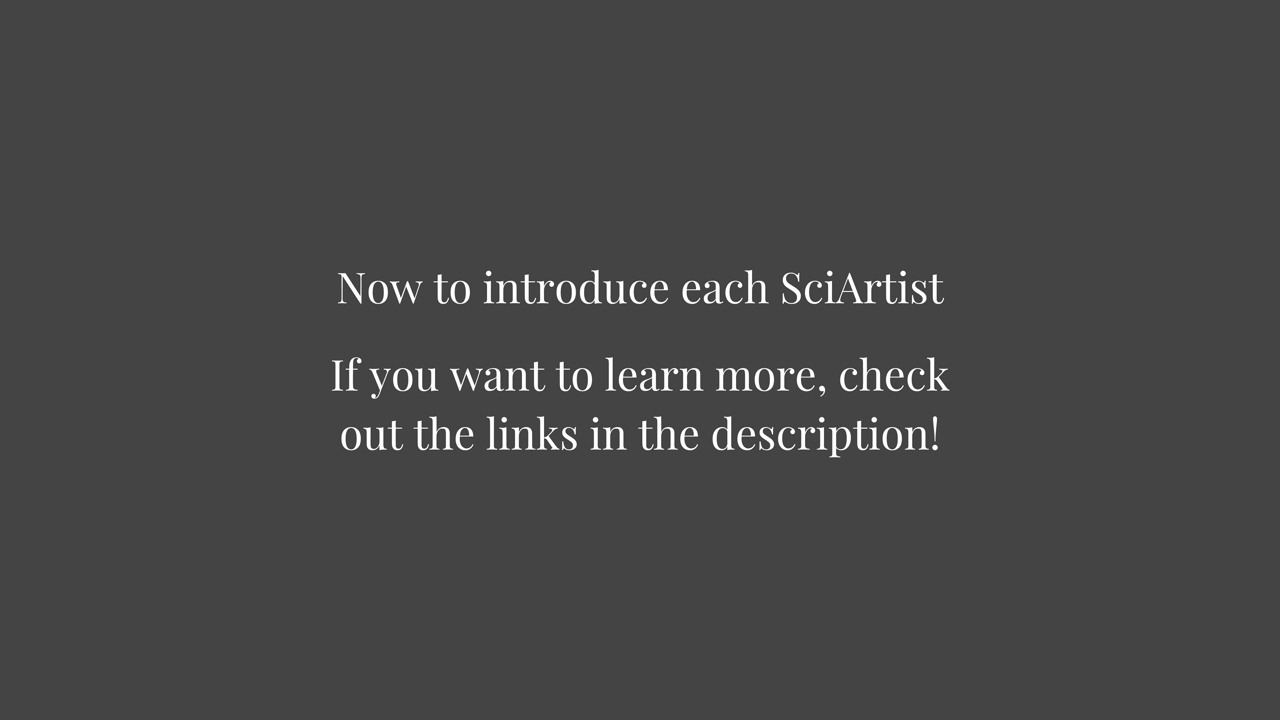 Now to introduce each SciArtist
If you want to learn more, check
out the links in the description!